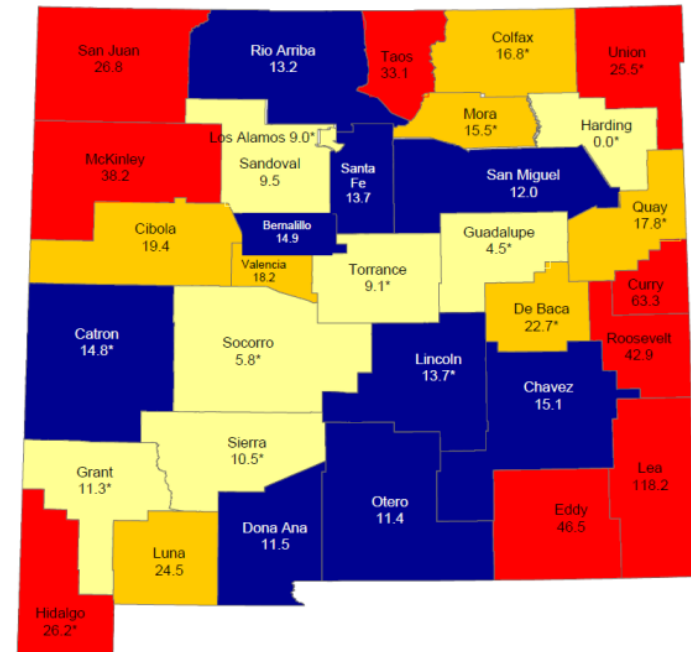 San Juan
26.8
Rio Arriba
13.2
Taos
33.1
Colfax
16.8*
Union
25.5*
Mora
15.5*
Harding
0.0*
Los Alamos 9.0*
McKinley
38.2
Sandoval
9.5
Santa
Fe
13.7
San Miguel
12.0
Quay
17.8*
Cibola
19.4
Bernalillo
14.9
Guadalupe
4.5*
Valencia
18.2
Torrance
9.1*
Curry
63.3
De Baca
22.7*
Catron
14.8*
Socorro
5.8*
Lincoln
13.7*
Roosevelt
42.9
Chavez
15.1
Sierra
10.5*
Grant
11.3*
Lea
118.2
Otero
11.4
Eddy
46.5
Dona Ana
11.5
Luna
24.5
Hidalgo
26.2*